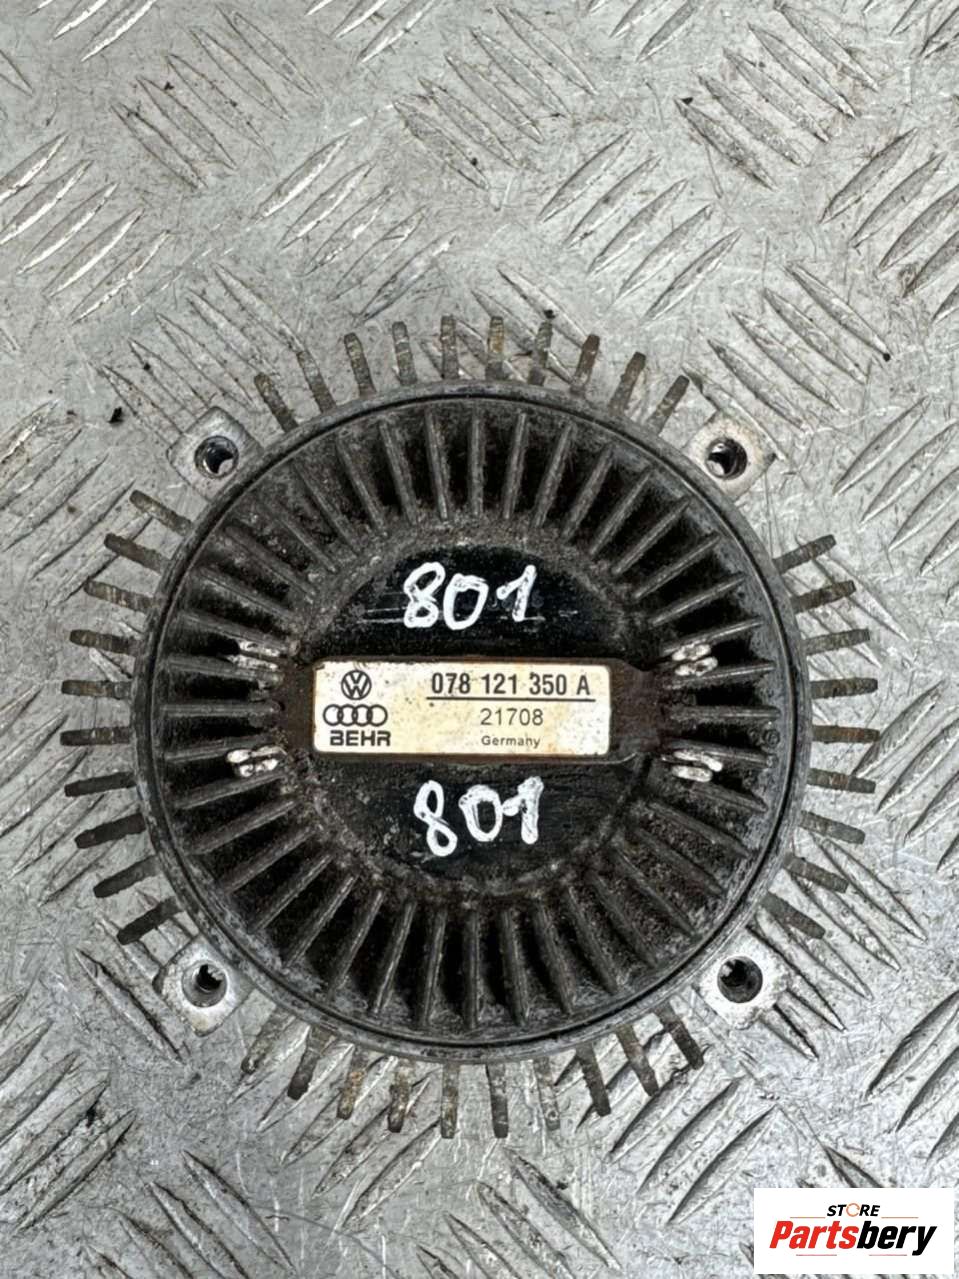 801
078 121 350 A
21708
BEHR
Germany
801
STORE
Partsbery